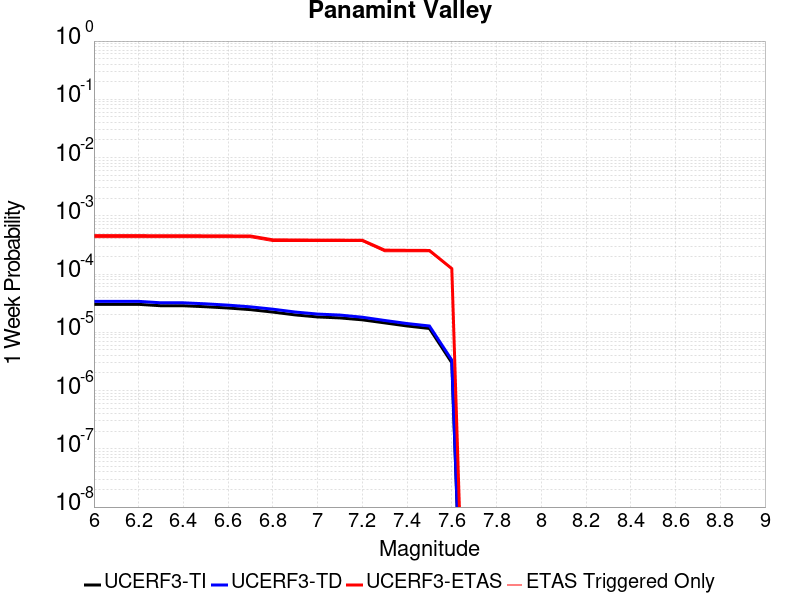 Panamint Valley
10^0
10^-1
10^-2
10^-3
10^-4
10^-5
10^-6
10^-7
10^-8
1 Week Probability
6 6.2 6.4 6.6 6.8 7 7.2 7.4 7.6 7.8 8 8.2 8.4 8.6 8.8 9
Magnitude
UCERF3-TI UCERF3-TD UCERF3-ETAS ETAS Triggered Only